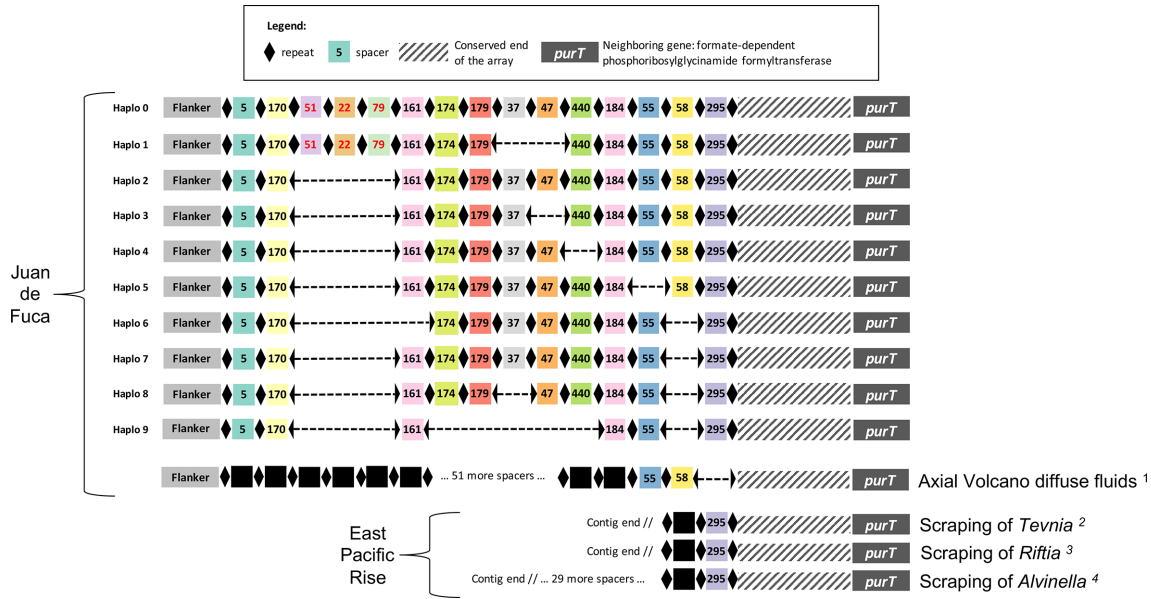 Legend:
repeat 5 spacer Conserved end of the array purT Neighboring gene: formate-dependent phosphoribosylglycinamide formyltransferase
Haplo 0 Flanker 5 170 51 22 79 161 174 179 37 47 440 184 55 58 295 purT
Haplo 1 Flanker 5 170 51 22 79 161 174 179 440 184 55 58 295 purT
Haplo 2 Flanker 5 170 161 174 179 37 47 440 184 55 58 295 purT
Haplo 3 Flanker 5 170 161 174 179 37 440 184 55 58 295 purT
Haplo 4 Flanker 5 170 161 174 179 37 47 184 55 58 295 purT
Haplo 5 Flanker 5 170 161 174 179 37 47 440 184 58 295 purT
Haplo 6 Flanker 5 170 174 179 37 47 440 184 55 295 purT
Haplo 7 Flanker 5 170 161 174 179 37 47 440 184 55 295 purT
Haplo 8 Flanker 5 170 161 174 179 47 440 184 55 295 purT
Haplo 9 Flanker 5 170 161 184 55 295 purT
Juan
de
Fuca
Flanker ... 51 more spacers ... 55 58 purT Axial Volcano diffuse fluids 1
East
Pacific
Rise
Contig end // 295 purT Scraping of Tevnia 2
Contig end // 295 purT Scraping of Riftia 3
Contig end // ... 29 more spacers ... 295 purT Scraping of Alvinella 4